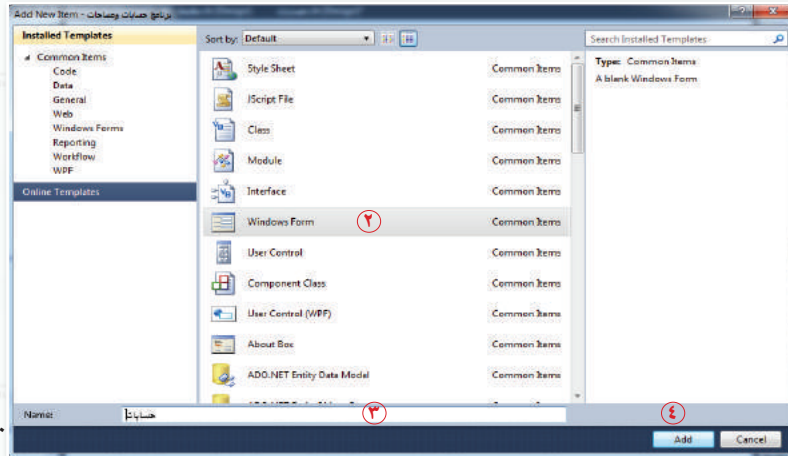 Add New Item - برنامج حسابات ومساحات
Installed Templates
Common Items
Code
Data
General
Web
Windows Forms
Reporting
Workflow
WPF
Online Templates
Sort by: Default
Style Sheet Common Items
JScript File Common Items
Class Common Items
Module Common Items
Interface Common Items
Windows Form ٢ Common Items
User Control Common Items
Component Class Common Items
User Control (WPF) Common Items
About Box Common Items
ADO.NET Entity Data Model Common Items
Search Installed Templates
Type: Common Items
A blank Windows Form
Name: حسابات ٣
٤
Add Cancel